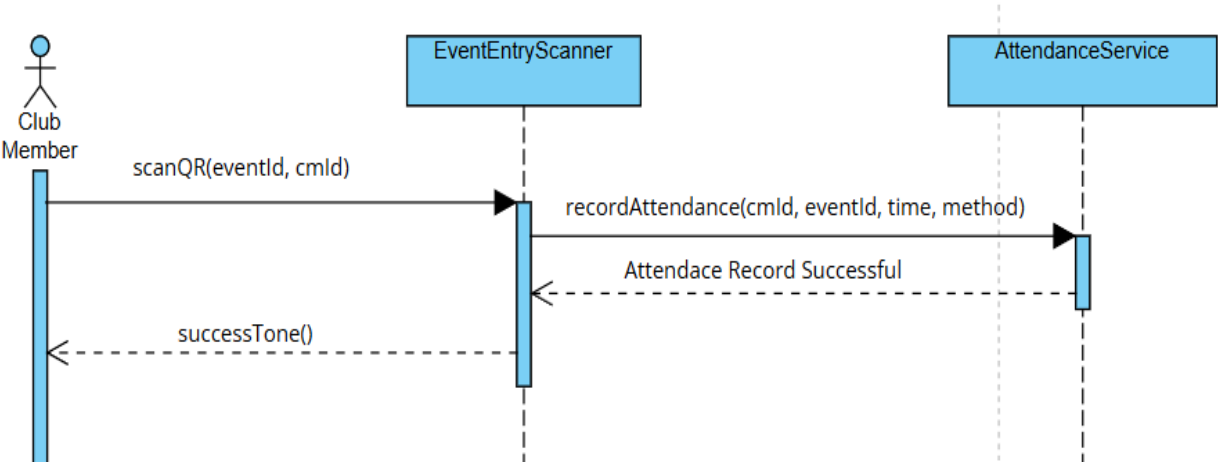 EventEntryScanner
AttendanceService
Club
Member
scanQR(eventId, cmId)
recordAttendance(cmId, eventId, time, method)
Attendace Record Successful
successTone()